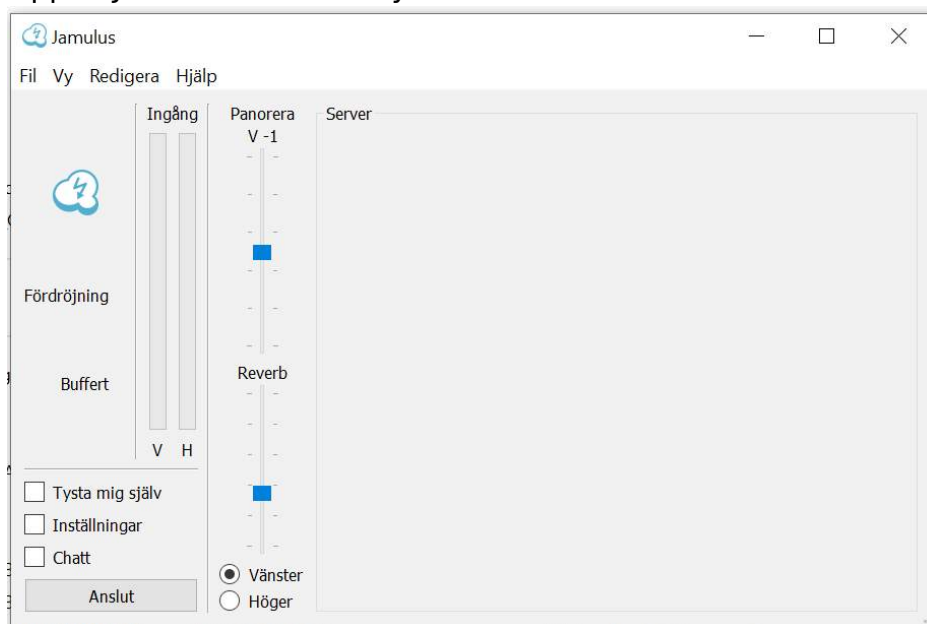 Jamulus
Fil Vy Redigera Hjälp
Ingång
Panorera
Server
V -1
Fördröjning
Buffert
Reverb
V H
Tysta mig själv
Inställningar
Chatt
Vänster
Anslut
Höger